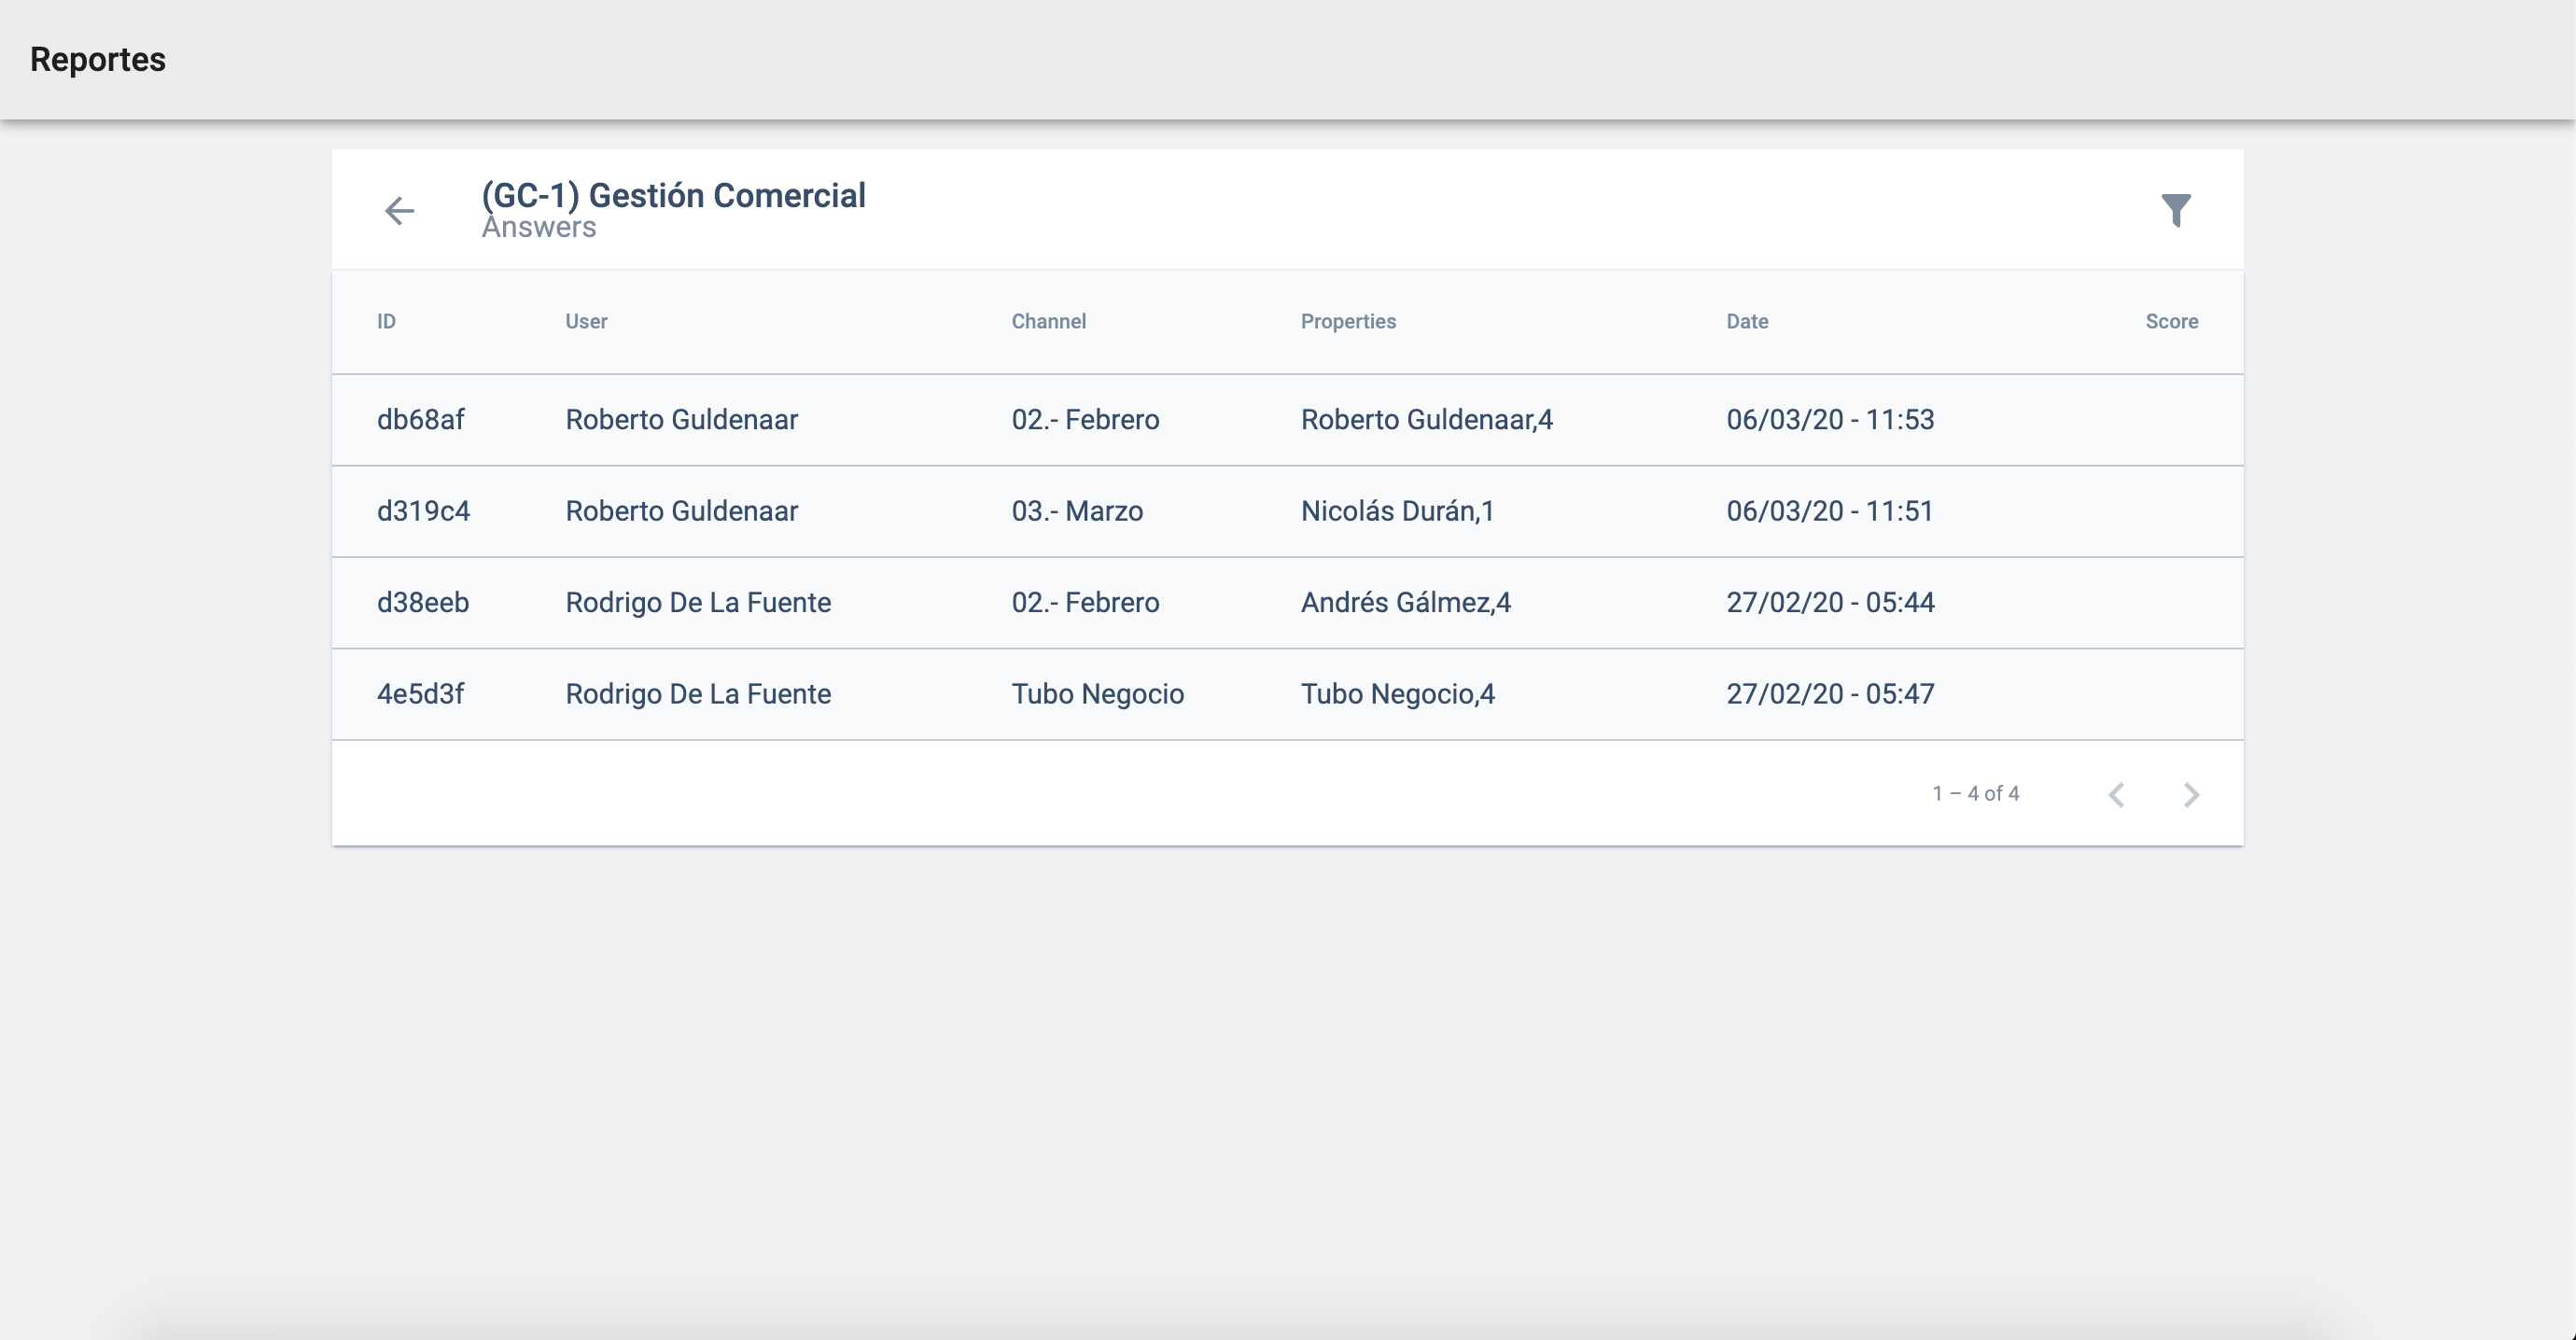 Reportes
(GC-1) Gestión Comercial
Answers
ID User Channel Properties Date Score
db68af Roberto Guldenaar 02.- Febrero Roberto Guldenaar,4 06/03/20 - 11:53
d319c4 Roberto Guldenaar 03.- Marzo Nicolás Durán,1 06/03/20 - 11:51
d38eeb Rodrigo De La Fuente 02.- Febrero Andrés Gálmez,4 27/02/20 - 05:44
4e5d3f Rodrigo De La Fuente Tubo Negocio Tubo Negocio,4 27/02/20 - 05:47
1 – 4 of 4